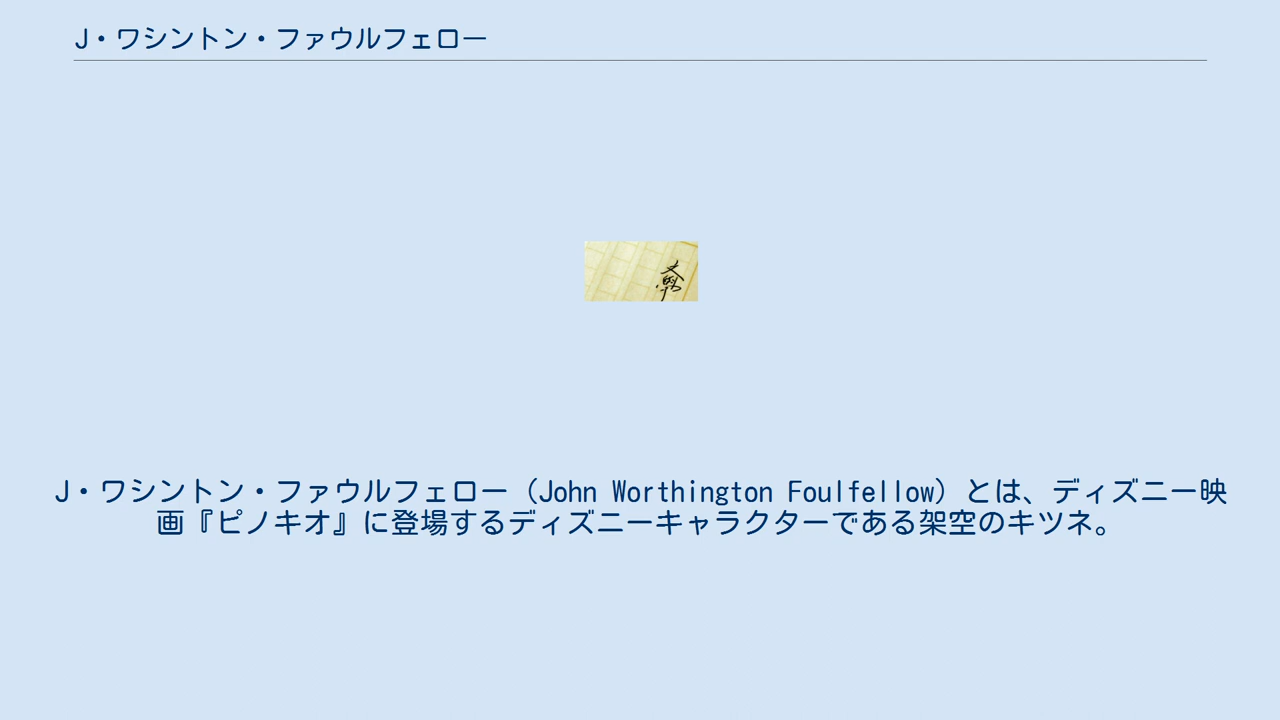 J・ワシントン・ファウルフェロー
J・ワシントン・ファウルフェロー（John Worthington Foulfellow）とは、ディズニー映
画『ピノキオ』に登場するディズニーキャラクターである架空のキツネ。